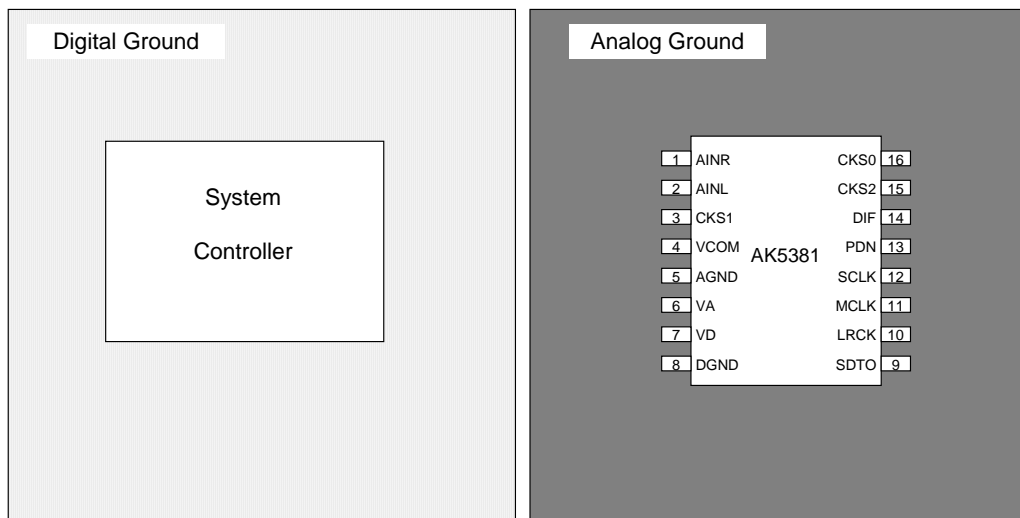 Digital Ground
System
Controller
Analog Ground
1 AINR CKS0 16
2 AINL CKS2 15
3 CKS1 DIF 14
4 VCOM PDN 13
AK5381
5 AGND SCLK 12
6 VA MCLK 11
7 VD LRCK 10
8 DGND SDTO 9